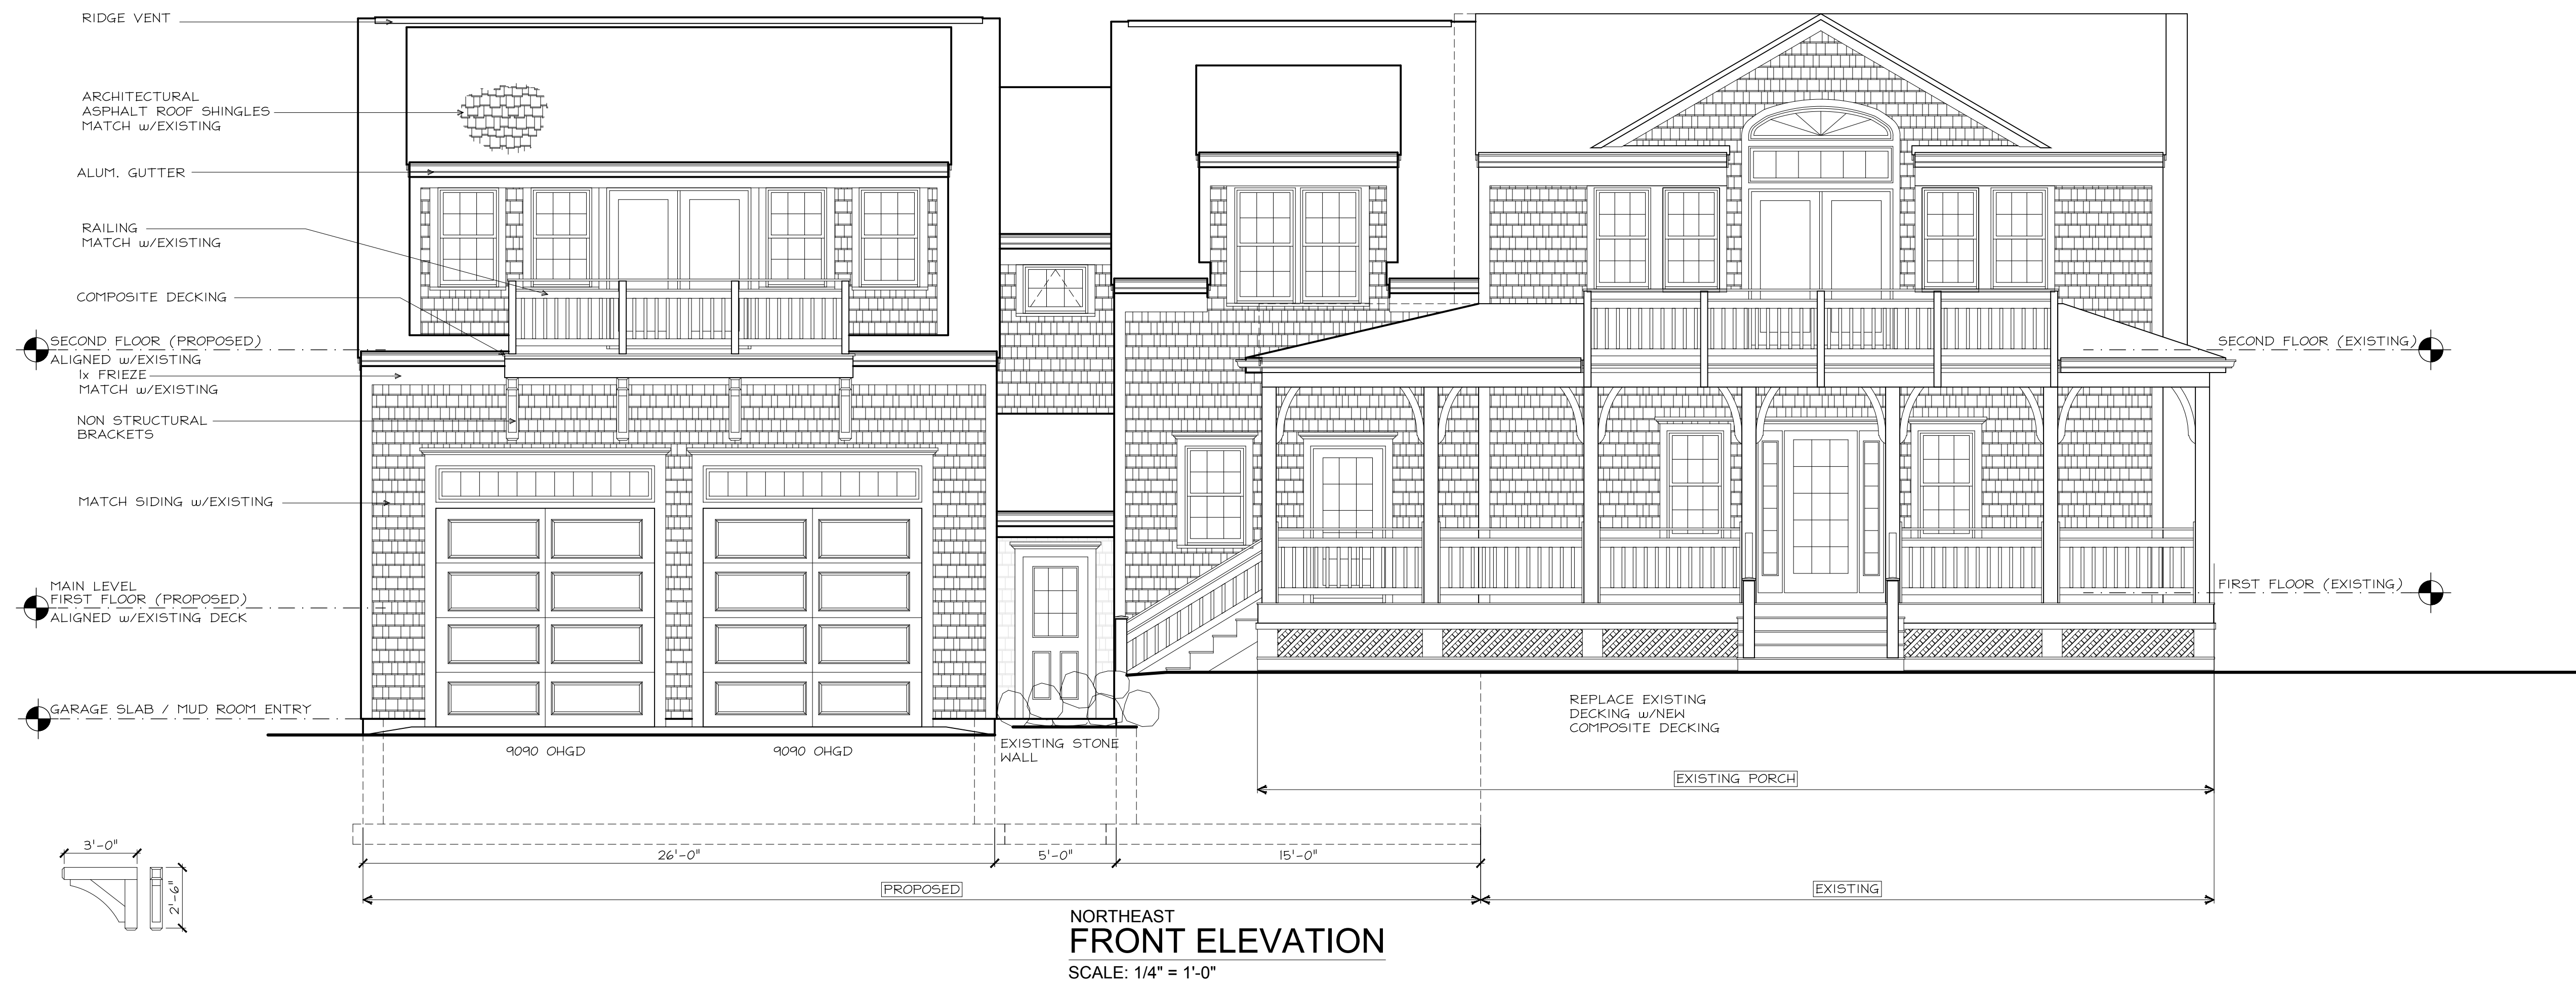 RIDGE VENT
ARCHITECTURAL
ASPHALT ROOF SHINGLES
MATCH w/EXISTING
ALUM. GUTTER
RAILING
MATCH w/EXISTING
COMPOSITE DECKING
SECOND FLOOR (PROPOSED)
ALIGNED w/EXISTING
1x FRIEZE
MATCH w/EXISTING
NON STRUCTURAL
BRACKETS
MATCH SIDING w/EXISTING
MAIN LEVEL
FIRST FLOOR (PROPOSED)
ALIGNED w/EXISTING DECK
GARAGE SLAB / MUD ROOM ENTRY
SECOND FLOOR (EXISTING)
FIRST FLOOR (EXISTING)
9090 OHGD
9090 OHGD
EXISTING STONE
WALL
REPLACE EXISTING
DECKING w/NEW
COMPOSITE DECKING
EXISTING PORCH
3'-0"
2'-6"
26'-0"
5'-0"
15'-0"
PROPOSED
EXISTING
NORTHEAST
FRONT ELEVATION
SCALE: 1/4" = 1'-0"